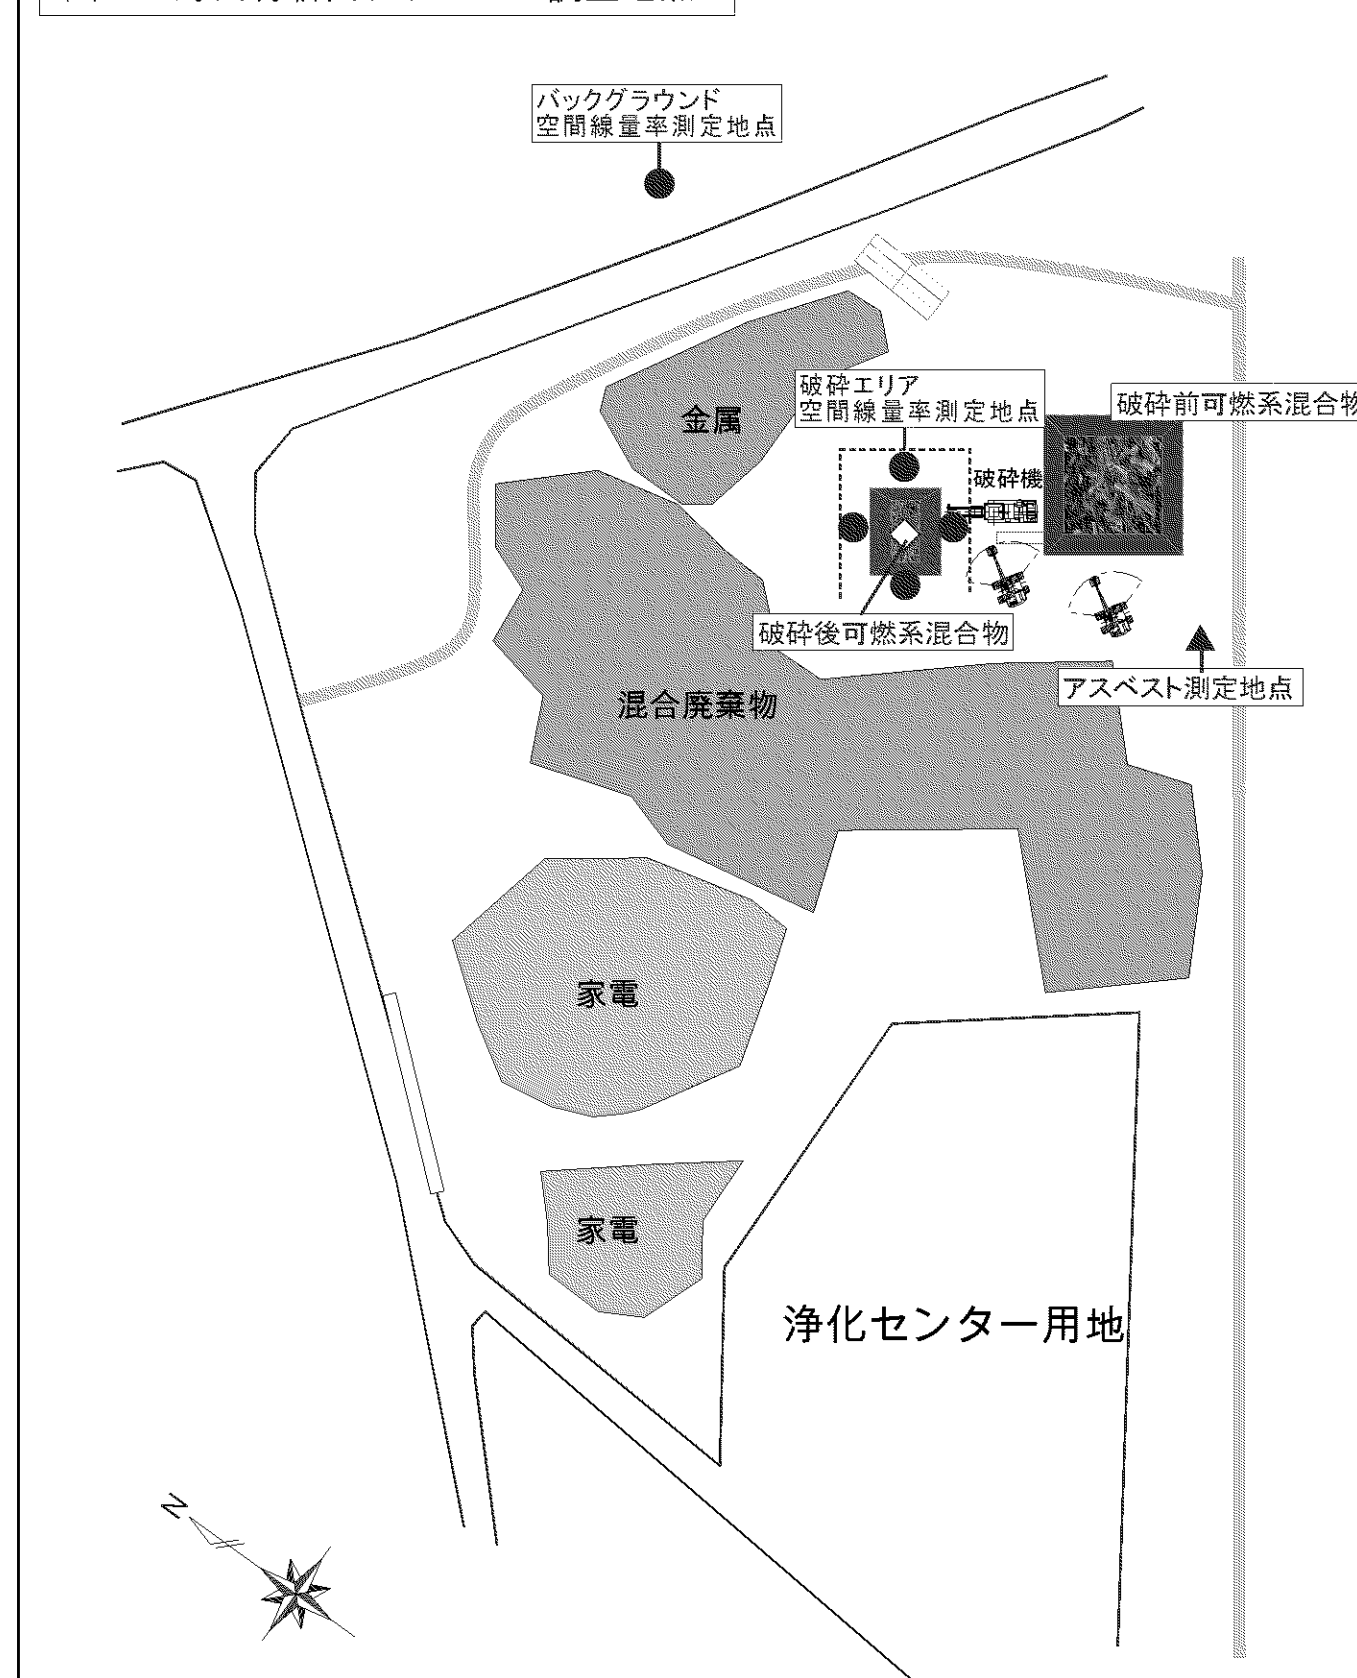 バックグラウンド
空間線量率測定地点
破砕エリア
空間線量率測定地点
破砕前可燃系混合物
金属
破砕機
破砕後可燃系混合物
アスベスト測定地点
混合廃棄物
家電
家電
浄化センター用地
N